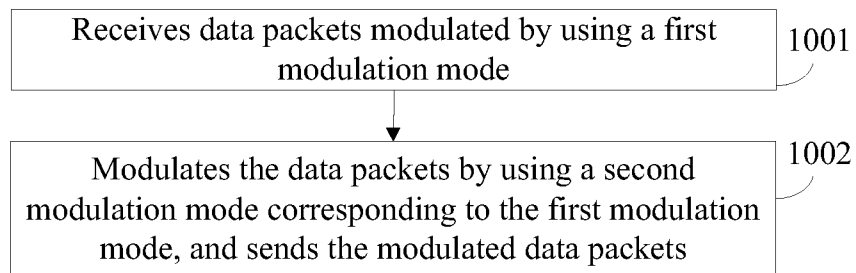 Receives data packets modulated by using a first
modulation mode
1001
Modulates the data packets by using a second
modulation mode corresponding to the first modulation
mode, and sends the modulated data packets
1002